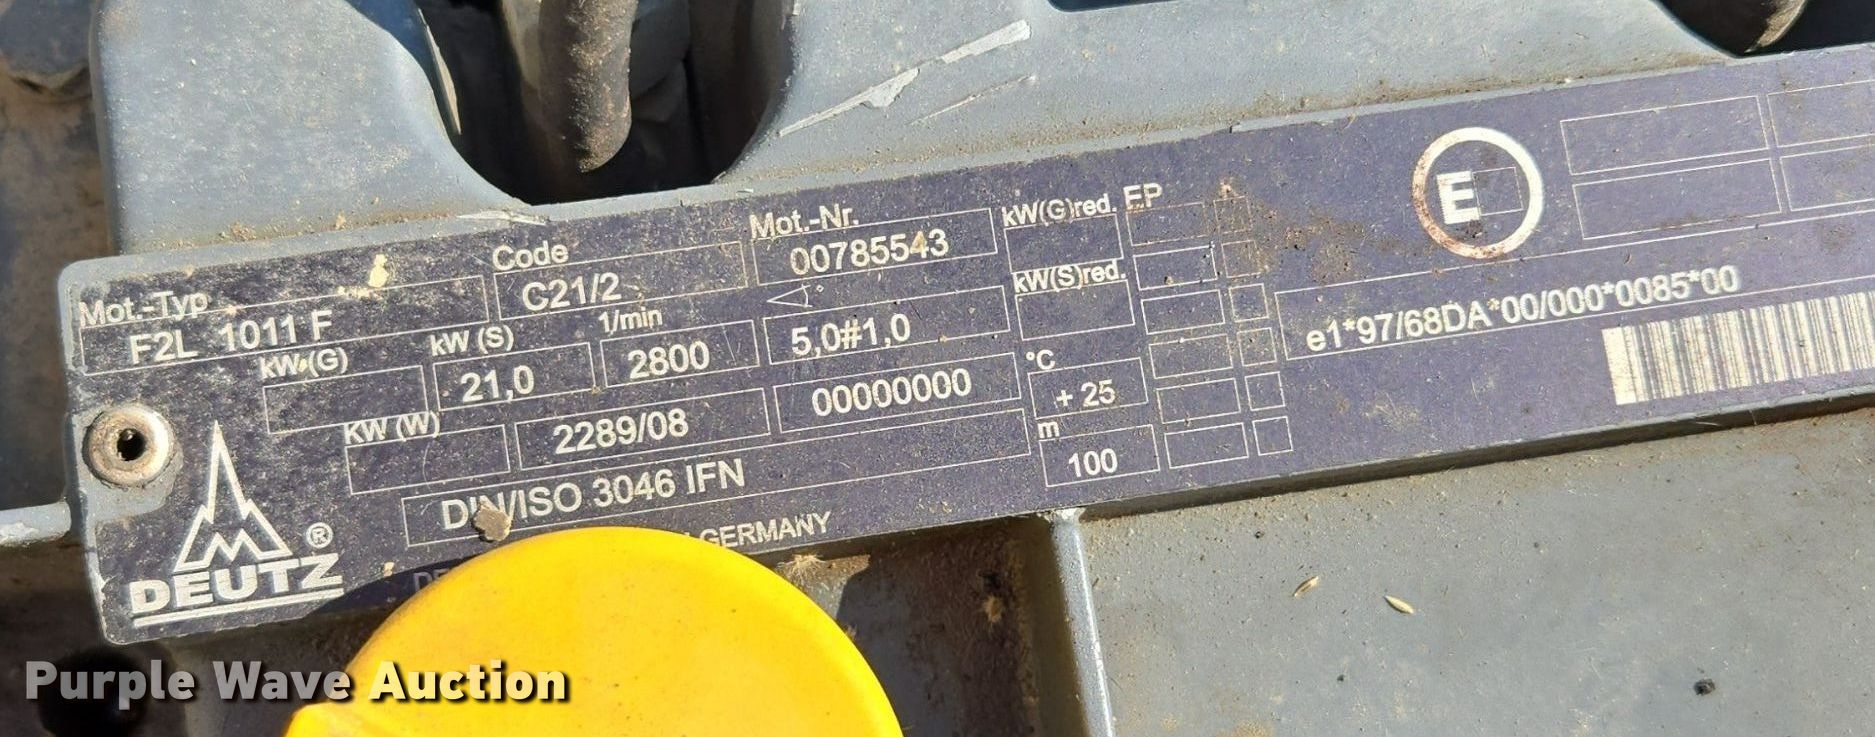 Mot.-Typ Code Mot.-Nr. kW(G)red. EP
F2L 1011 F C21/2 00785543
kW (G) kW (S) 1/min kW(S)red.
21,0 2800 5,0#1,0
kW (W) °C
2289/08 00000000 + 25
m
DIN/ISO 3046 IFN 100
GERMANY
DEUTZ ®
E
e1*97/68DA*00/000*0085*00
Purple Wave Auction